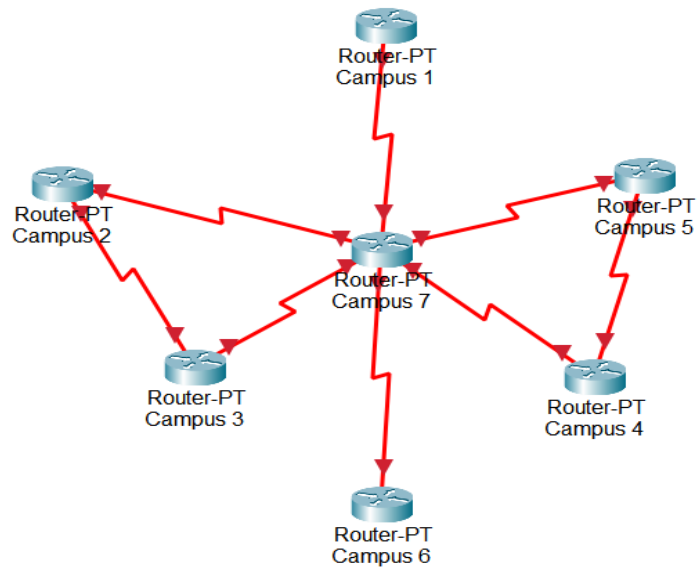 Router-PT
Campus 1
Router-PT
Campus 2
Router-PT
Campus 5
Router-PT
Campus 7
Router-PT
Campus 3
Router-PT
Campus 4
Router-PT
Campus 6